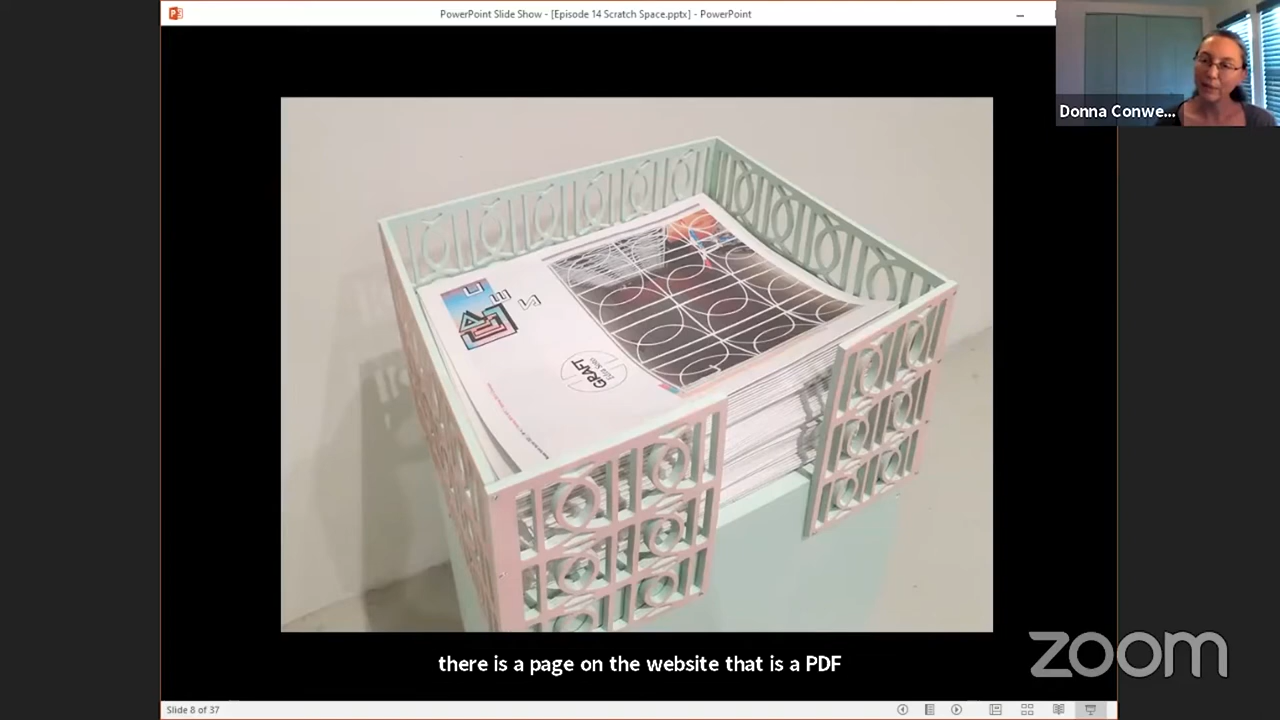 PowerPoint Slide Show - [Episode 14 Scratch Space.pptx] - PowerPoint
Donna Conwe...
GRAFT
there is a page on the website that is a PDF
zoom
Slide 8 of 37